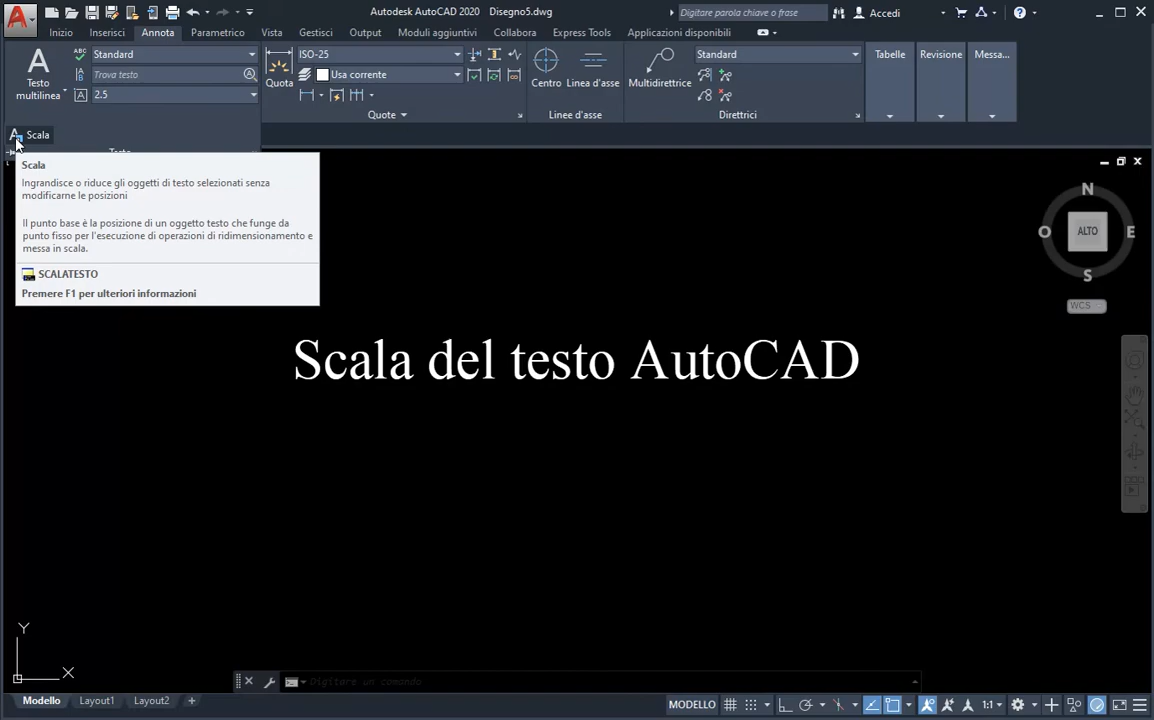 Autodesk AutoCAD 2020 Disegno5.dwg
Digitare parola chiave o frase
Accedi
Inizio
Inserisci
Annota
Parametrico
Vista
Gestisci
Output
Moduli aggiuntivi
Collabora
Express Tools
Applicazioni disponibili
Testo
multilinea
Standard
Trova testo
2.5
Quota
ISO-25
Usa corrente
Quote
Centro
Linea d'asse
Linee d'asse
Multidirettrice
Standard
Direttrici
Tabelle
Revisione
Messa...
Scala
Scala
Ingrandisce o riduce gli oggetti di testo selezionati senza
modificarne le posizioni
Il punto base è la posizione di un oggetto testo che funge da
punto fisso per l'esecuzione di operazioni di ridimensionamento e
messa in scala.
SCALATESTO
Premere F1 per ulteriori informazioni
N
O
ALTO
E
S
WCS
Scala del testo AutoCAD
Y
X
Digitare un comando
Modello
Layout1
Layout2
MODELLO
1:1